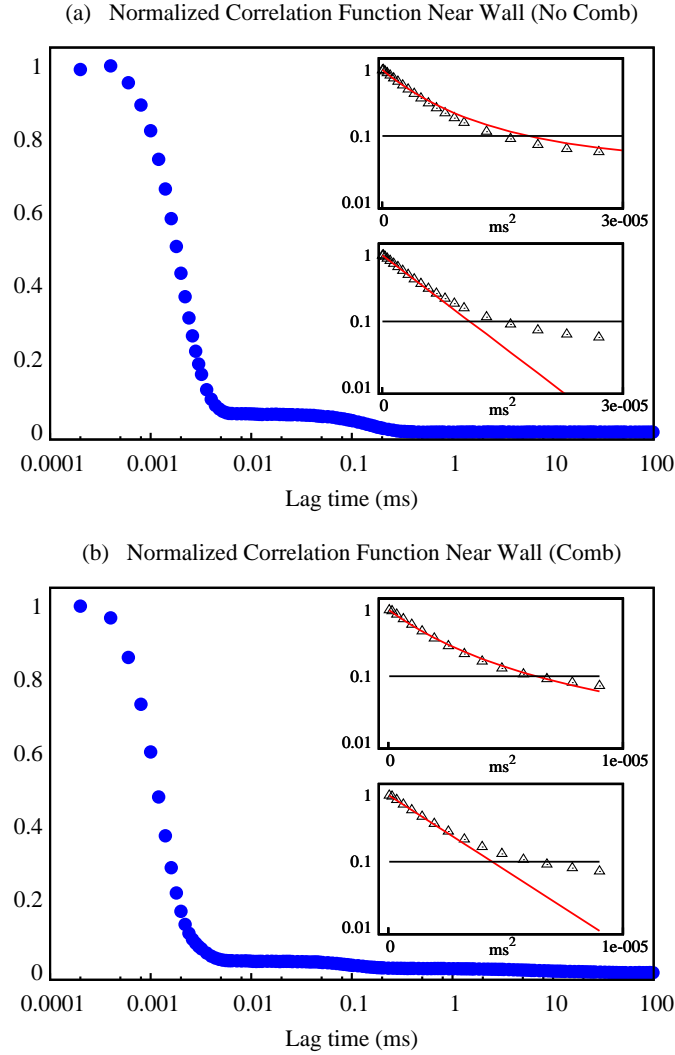 (a) Normalized Correlation Function Near Wall (No Comb)
1
0.8
0.6
0.4
0.2
0
0.0001 0.001 0.01 0.1 1 10 100
Lag time (ms)
1
0.1
0.01
0 ms2 3e-005
1
0.1
0.01
0 ms2 3e-005
(b) Normalized Correlation Function Near Wall (Comb)
1
0.8
0.6
0.4
0.2
0
0.0001 0.001 0.01 0.1 1 10 100
Lag time (ms)
1
0.1
0.01
0 ms2 1e-005
1
0.1
0.01
0 ms2 1e-005